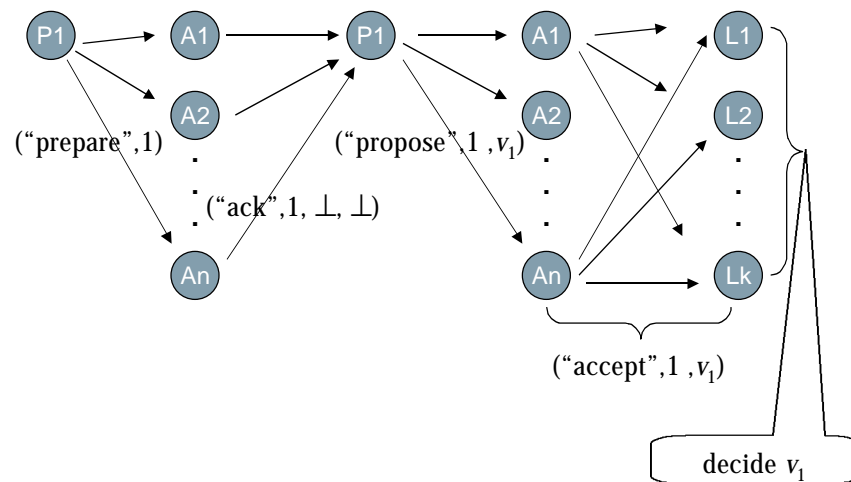 P1 A1 P1 A1 L1
A2 A2 L2
(“prepare”,1) (“propose”,1 ,v₁)
. . .
. . .
(“ack”,1, ⊥, ⊥)
. . .
An An Lk
(“accept”,1 ,v₁)
decide v₁